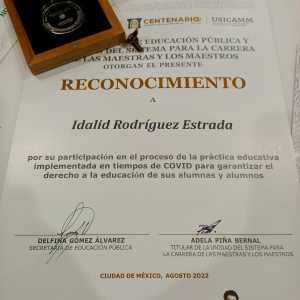 CENTENARIO
USICAMM
DE EDUCACIÓN PÚBLICA Y
DEL SISTEMA PARA LA CARRERA
DE LAS MAESTRAS Y LOS MAESTROS
OTORGAN EL PRESENTE
RECONOCIMIENTO
A
Idalid Rodríguez Estrada
por su participación en el proceso de la práctica educativa
implementada en tiempos de COVID para garantizar el
derecho a la educación de sus alumnas y alumnos
DELFINA GÓMEZ ÁLVAREZ
SECRETARIA DE EDUCACIÓN PÚBLICA
ADELA PIÑA BERNAL
TITULAR DE LA UNIDAD DEL SISTEMA PARA
LA CARRERA DE LAS MAESTRAS Y LOS MAESTROS
CIUDAD DE MÉXICO, AGOSTO 2022